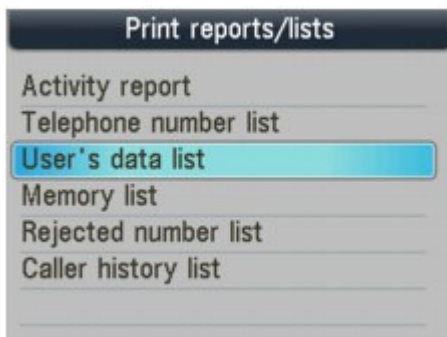 Print reports/lists
Activity report
Telephone number list
User's data list
Memory list
Rejected number list
Caller history list